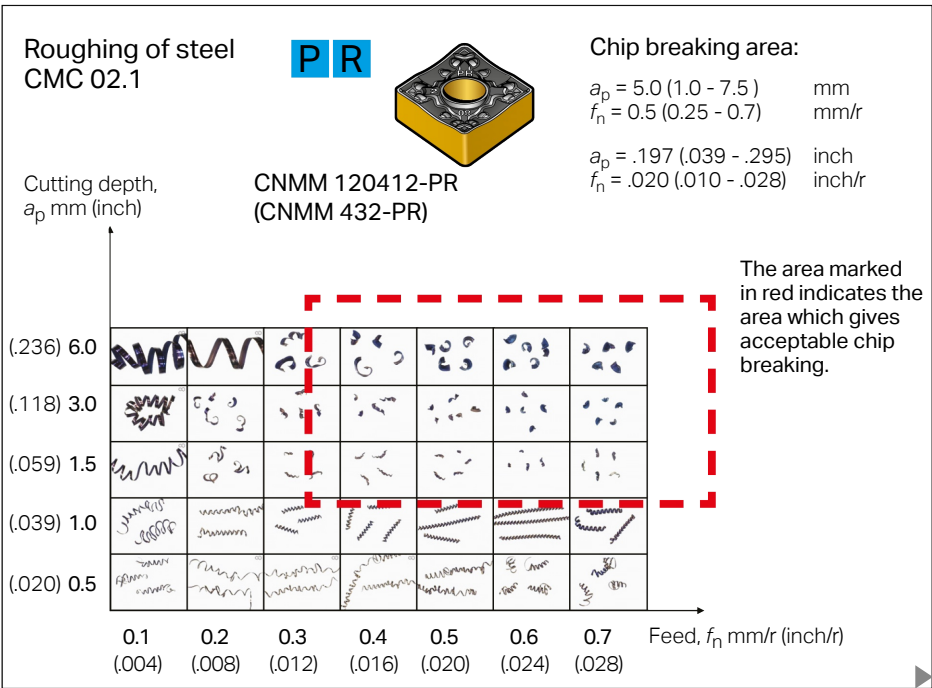 Roughing of steel
CMC 02.1
P R
PR
Chip breaking area:
aₚ = 5.0 (1.0 - 7.5 ) mm
fₙ = 0.5 (0.25 - 0.7) mm/r
aₚ = .197 (.039 - .295) inch
fₙ = .020 (.010 - .028) inch/r
Cutting depth,
aₚ mm (inch)
CNMM 120412-PR
(CNMM 432-PR)
The area marked
in red indicates the
area which gives
acceptable chip
breaking.
(.236) 6.0
(.118) 3.0
(.059) 1.5
(.039) 1.0
(.020) 0.5
0.1 0.2 0.3 0.4 0.5 0.6 0.7 Feed, fₙ mm/r (inch/r)
(.004) (.008) (.012) (.016) (.020) (.024) (.028)